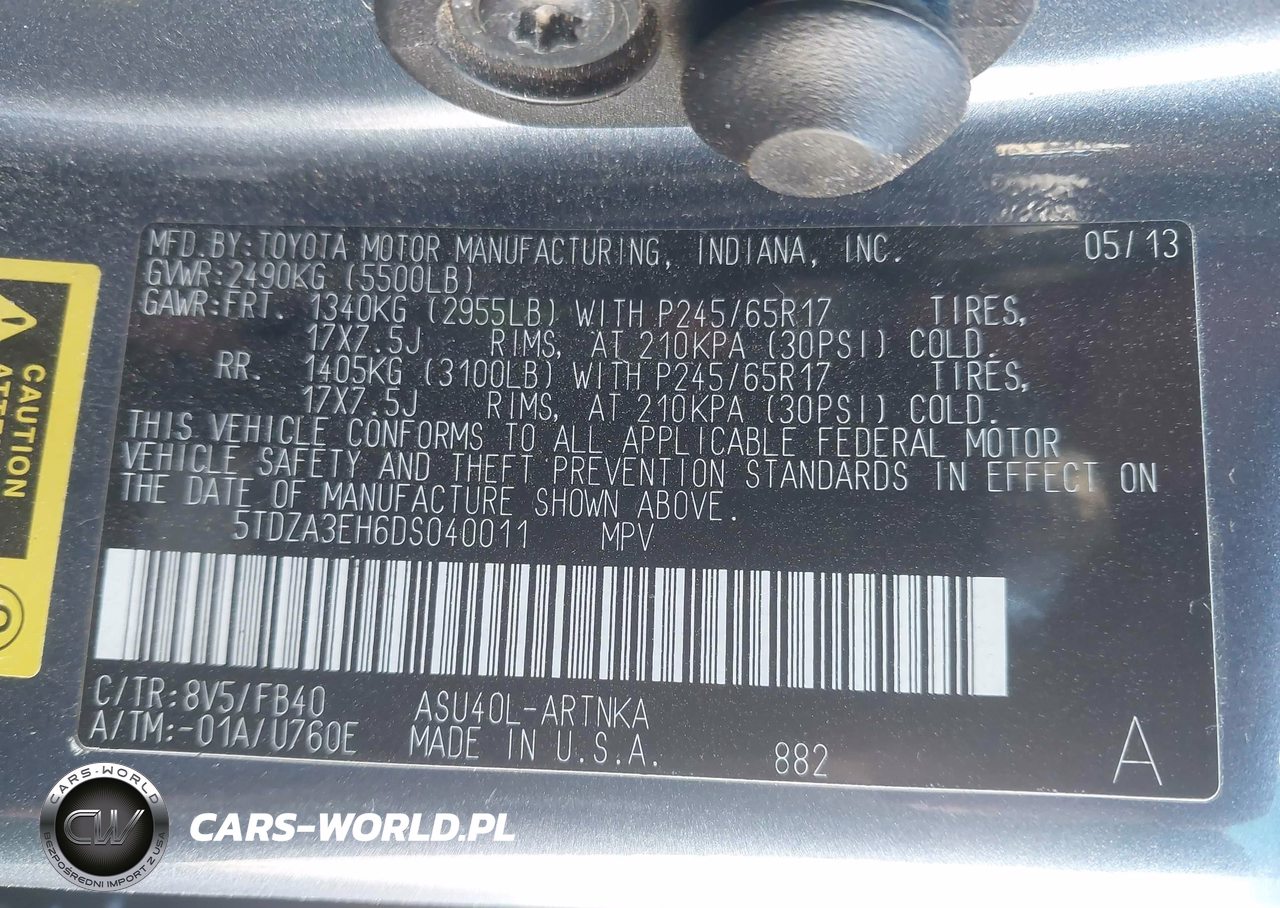 MFD.BY:TOYOTA MOTOR MANUFACTURING, INDIANA, INC. 05/13
GVWR:2490KG (5500LB)
GAWR:FRT. 1340KG (2955LB) WITH P245/65R17 TIRES,
17X7.5J RIMS, AT 210KPA (30PSI) COLD.
RR. 1405KG (3100LB) WITH P245/65R17 TIRES,
17X7.5J RIMS, AT 210KPA (30PSI) COLD.
THIS VEHICLE CONFORMS TO ALL APPLICABLE FEDERAL MOTOR
VEHICLE SAFETY AND THEFT PREVENTION STANDARDS IN EFFECT ON
THE DATE OF MANUFACTURE SHOWN ABOVE.
5TDZA3EH6DS040011 MPV
C/TR:8V5/FB40 ASU40L-ARTNKA
A/TM:-01A/U760E MADE IN U.S.A. 882 A
CAUTION
CARS-WORLD
CW
BEZPOŚREDNI IMPORT Z USA
CARS-WORLD.PL